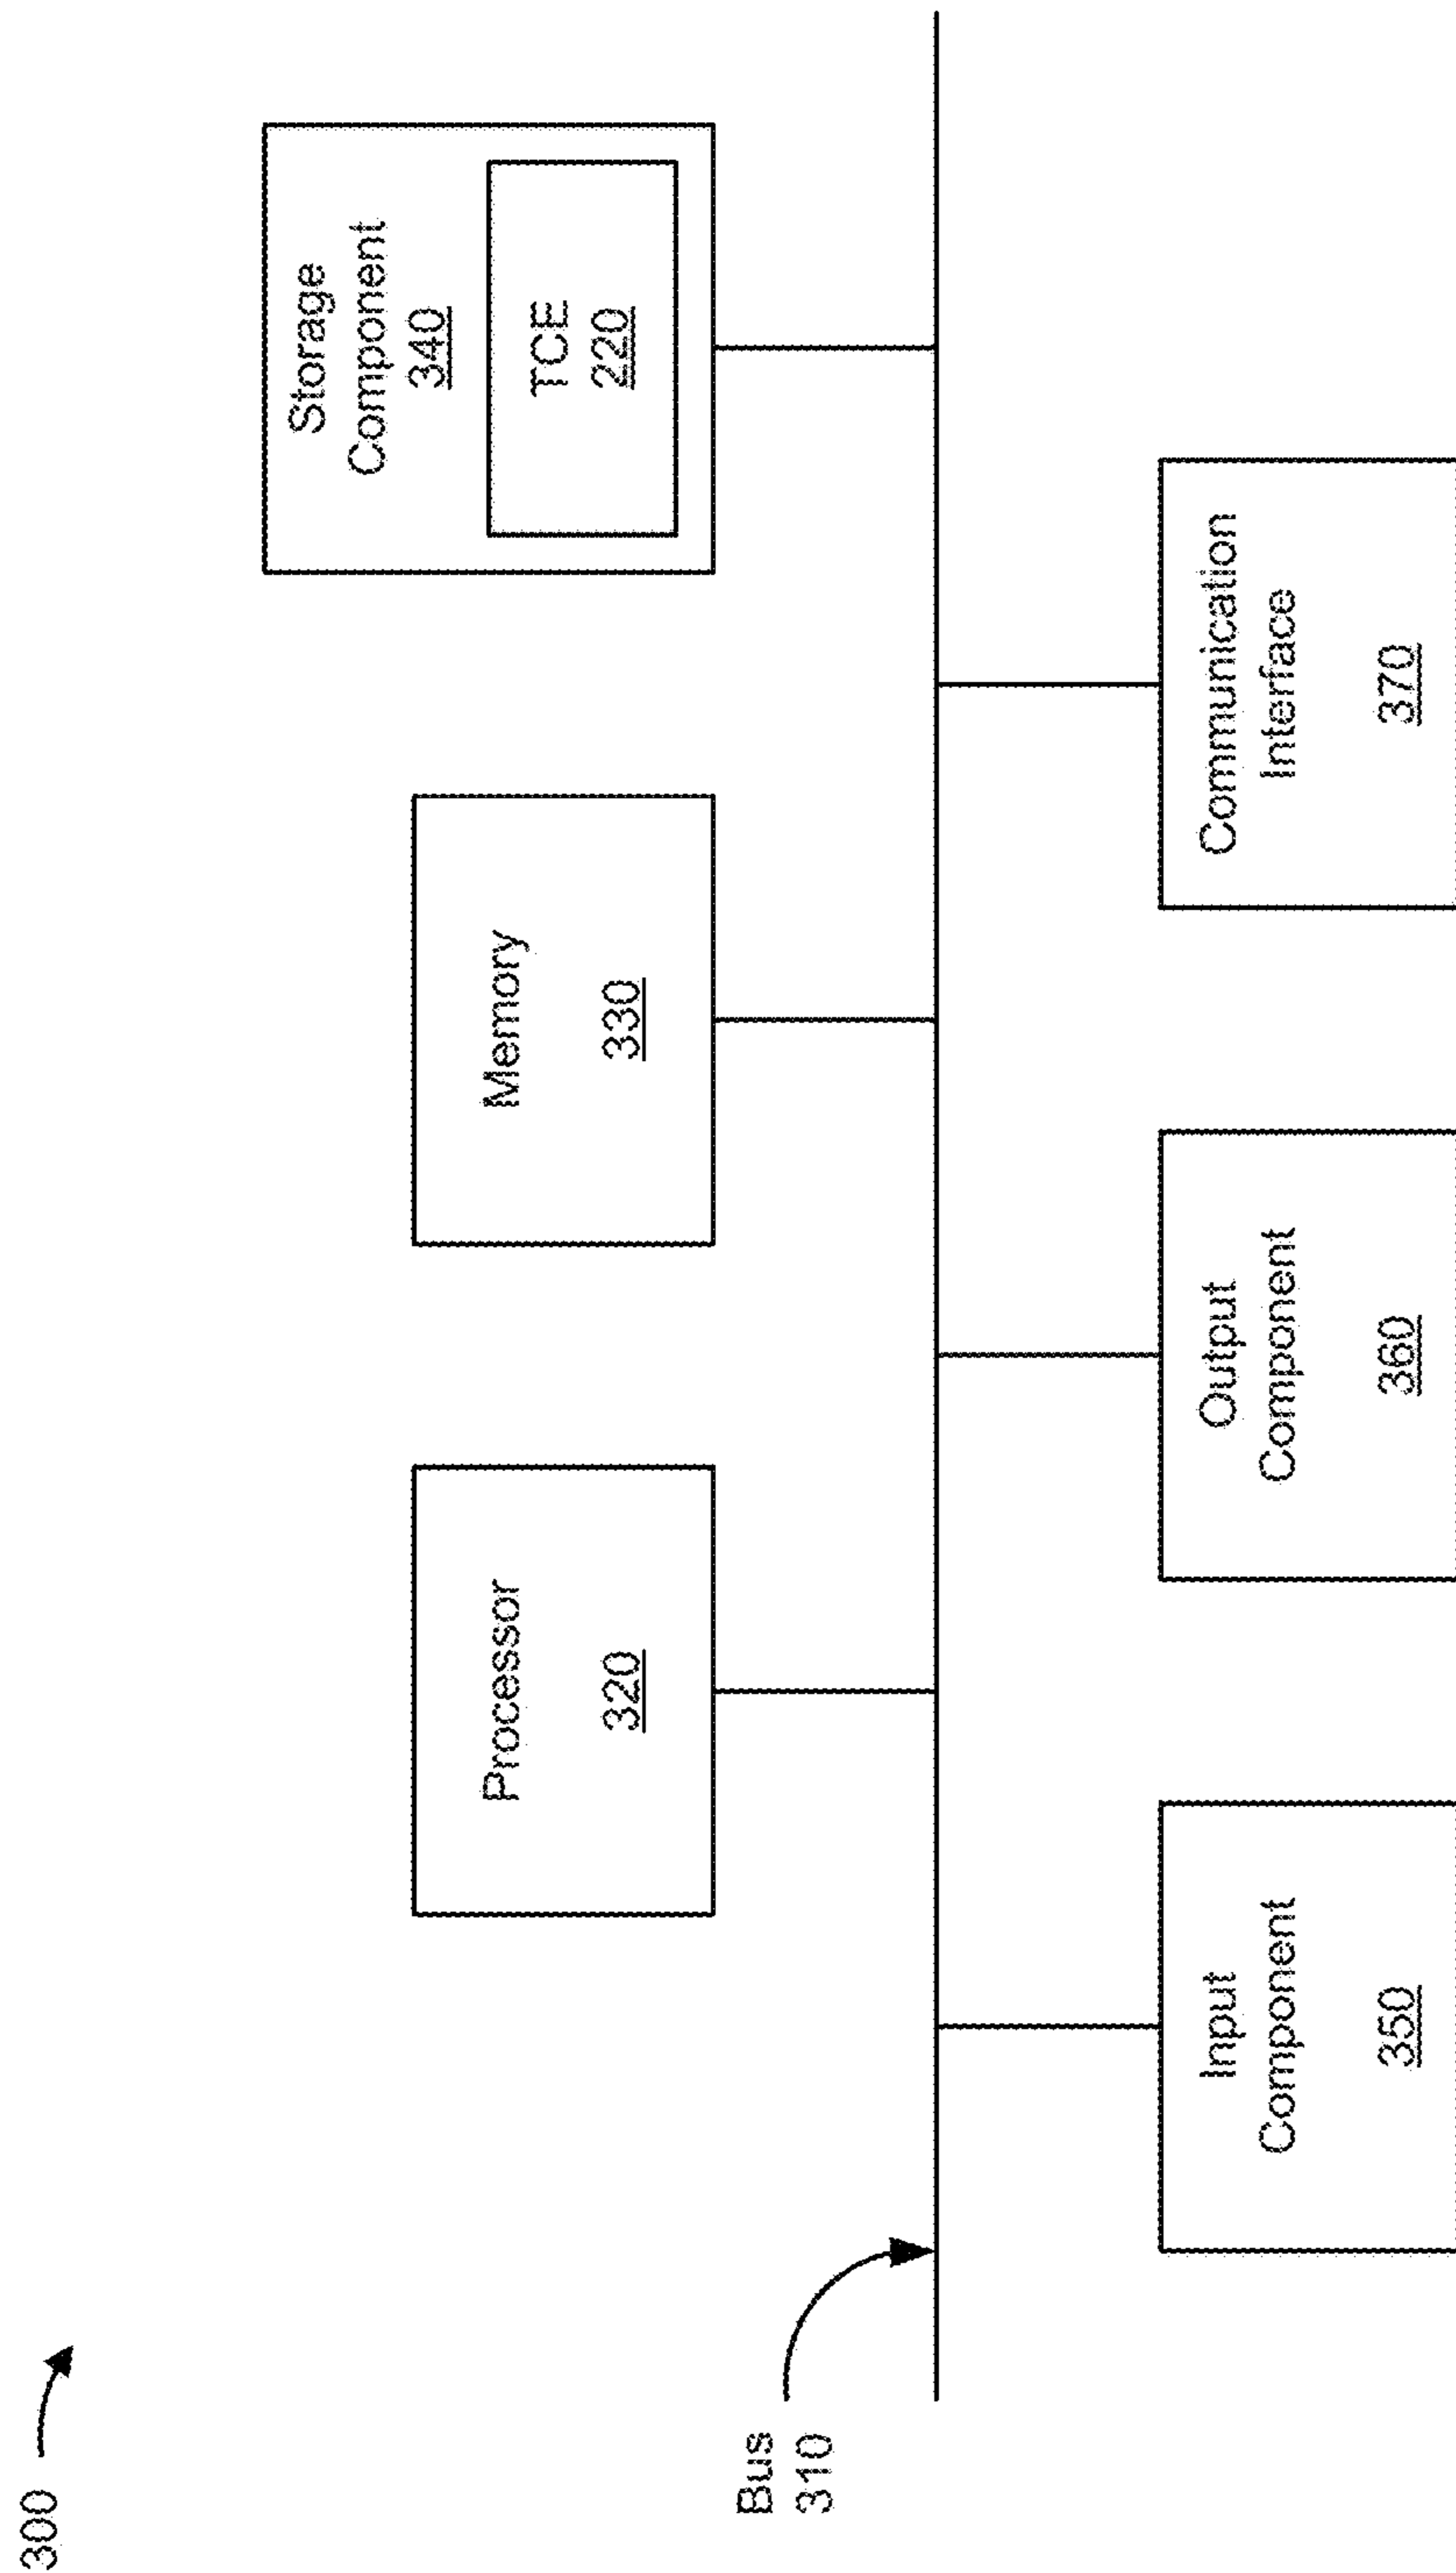 300
Bus
310
Processor
320
Memory
330
Storage
Component
340
TCE
220
Input
Component
350
Output
Component
360
Communication
Interface
370